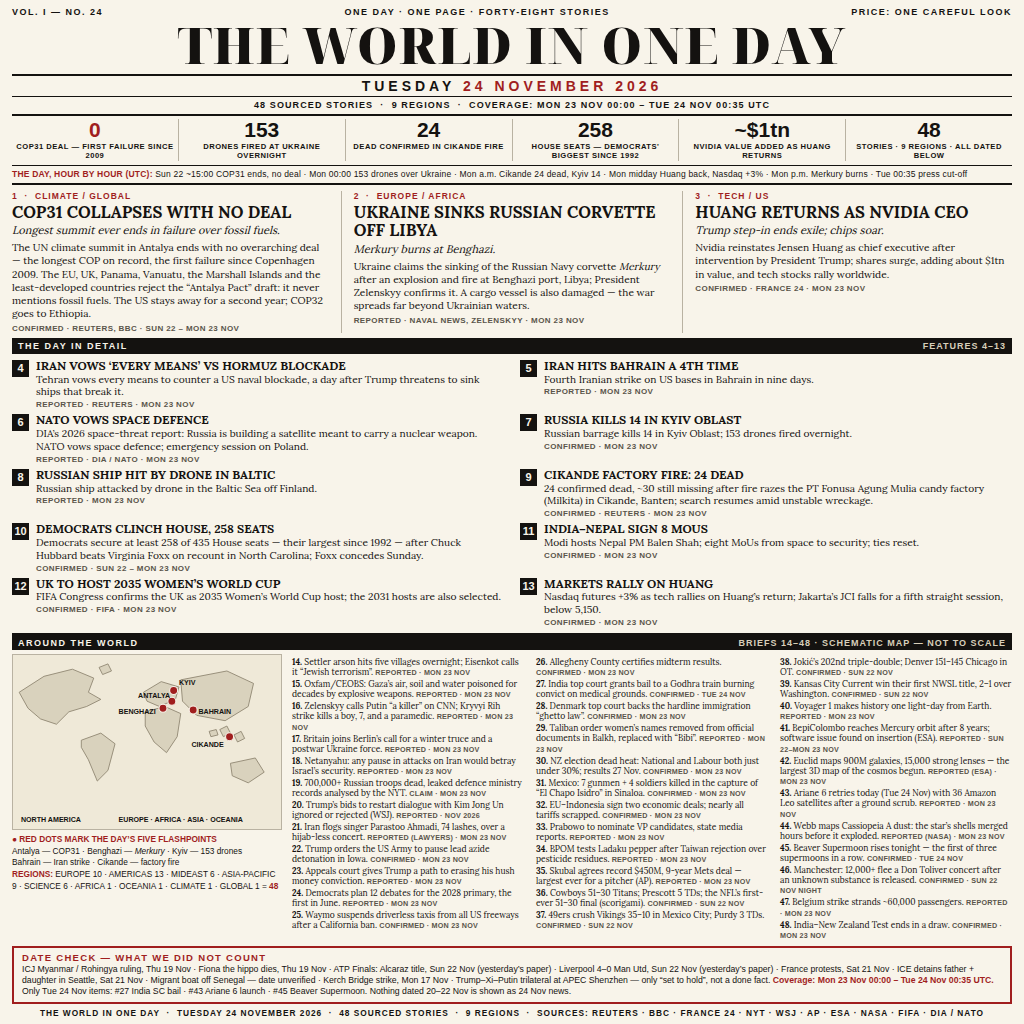 VOL. I — NO. 24
ONE DAY · ONE PAGE · FORTY-EIGHT STORIES
PRICE: ONE CAREFUL LOOK
THE WORLD IN ONE DAY
TUESDAY 24 NOVEMBER 2026
48 SOURCED STORIES · 9 REGIONS · COVERAGE: MON 23 NOV 00:00 – TUE 24 NOV 00:35 UTC
0
COP31 DEAL — FIRST FAILURE SINCE
2009
153
DRONES FIRED AT UKRAINE
OVERNIGHT
24
DEAD CONFIRMED IN CIKANDE FIRE
258
HOUSE SEATS — DEMOCRATS'
BIGGEST SINCE 1992
~$1tn
NVIDIA VALUE ADDED AS HUANG
RETURNS
48
STORIES · 9 REGIONS · ALL DATED
BELOW
THE DAY, HOUR BY HOUR (UTC): Sun 22 ~15:00 COP31 ends, no deal · Mon 00:00 153 drones over Ukraine · Mon a.m. Cikande 24 dead, Kyiv 14 · Mon midday Huang back, Nasdaq +3% · Mon p.m. Merkury burns · Tue 00:35 press cut-off
1 · CLIMATE / GLOBAL
COP31 COLLAPSES WITH NO DEAL
Longest summit ever ends in failure over fossil fuels.
The UN climate summit in Antalya ends with no overarching deal
— the longest COP on record, the first failure since Copenhagen
2009. The EU, UK, Panama, Vanuatu, the Marshall Islands and the
least-developed countries reject the “Antalya Pact” draft: it never
mentions fossil fuels. The US stays away for a second year; COP32
goes to Ethiopia.
CONFIRMED · REUTERS, BBC · SUN 22 – MON 23 NOV
2 · EUROPE / AFRICA
UKRAINE SINKS RUSSIAN CORVETTE
OFF LIBYA
Merkury burns at Benghazi.
Ukraine claims the sinking of the Russian Navy corvette Merkury
after an explosion and fire at Benghazi port, Libya; President
Zelenskyy confirms it. A cargo vessel is also damaged — the war
spreads far beyond Ukrainian waters.
REPORTED · NAVAL NEWS, ZELENSKYY · MON 23 NOV
3 · TECH / US
HUANG RETURNS AS NVIDIA CEO
Trump step-in ends exile; chips soar.
Nvidia reinstates Jensen Huang as chief executive after
intervention by President Trump; shares surge, adding about $1tn
in value, and tech stocks rally worldwide.
CONFIRMED · FRANCE 24 · MON 23 NOV
THE DAY IN DETAIL
FEATURES 4–13
4 IRAN VOWS ‘EVERY MEANS’ VS HORMUZ BLOCKADE
Tehran vows every means to counter a US naval blockade, a day after Trump threatens to sink
ships that break it.
REPORTED · REUTERS · MON 23 NOV
5 IRAN HITS BAHRAIN A 4TH TIME
Fourth Iranian strike on US bases in Bahrain in nine days.
REPORTED · MON 23 NOV
6 NATO VOWS SPACE DEFENCE
DIA’s 2026 space-threat report: Russia is building a satellite meant to carry a nuclear weapon.
NATO vows space defence; emergency session on Poland.
REPORTED · DIA / NATO · MON 23 NOV
7 RUSSIA KILLS 14 IN KYIV OBLAST
Russian barrage kills 14 in Kyiv Oblast; 153 drones fired overnight.
CONFIRMED · MON 23 NOV
8 RUSSIAN SHIP HIT BY DRONE IN BALTIC
Russian ship attacked by drone in the Baltic Sea off Finland.
REPORTED · MON 23 NOV
9 CIKANDE FACTORY FIRE: 24 DEAD
24 confirmed dead, ~30 still missing after fire razes the PT Fonusa Agung Mulia candy factory
(Milkita) in Cikande, Banten; search resumes amid unstable wreckage.
CONFIRMED · REUTERS · MON 23 NOV
10 DEMOCRATS CLINCH HOUSE, 258 SEATS
Democrats secure at least 258 of 435 House seats — their largest since 1992 — after Chuck
Hubbard beats Virginia Foxx on recount in North Carolina; Foxx concedes Sunday.
CONFIRMED · SUN 22 – MON 23 NOV
11 INDIA–NEPAL SIGN 8 MOUS
Modi hosts Nepal PM Balen Shah; eight MoUs from space to security; ties reset.
CONFIRMED · MON 23 NOV
12 UK TO HOST 2035 WOMEN’S WORLD CUP
FIFA Congress confirms the UK as 2035 Women’s World Cup host; the 2031 hosts are also selected.
CONFIRMED · FIFA · MON 23 NOV
13 MARKETS RALLY ON HUANG
Nasdaq futures +3% as tech rallies on Huang’s return; Jakarta’s JCI falls for a fifth straight session,
below 5,150.
CONFIRMED · MON 23 NOV
AROUND THE WORLD
BRIEFS 14–48 · SCHEMATIC MAP — NOT TO SCALE
KYIV
ANTALYA
BENGHAZI
BAHRAIN
CIKANDE
NORTH AMERICA
EUROPE · AFRICA · ASIA · OCEANIA
● RED DOTS MARK THE DAY’S FIVE FLASHPOINTS
Antalya — COP31 · Benghazi — Merkury · Kyiv — 153 drones
Bahrain — Iran strike · Cikande — factory fire
REGIONS: EUROPE 10 · AMERICAS 13 · MIDEAST 6 · ASIA-PACIFIC
9 · SCIENCE 6 · AFRICA 1 · OCEANIA 1 · CLIMATE 1 · GLOBAL 1 = 48
14. Settler arson hits five villages overnight; Eisenkot calls
it “Jewish terrorism”. REPORTED · MON 23 NOV
15. Oxfam/CEOBS: Gaza’s air, soil and water poisoned for
decades by explosive weapons. REPORTED · MON 23 NOV
16. Zelenskyy calls Putin “a killer” on CNN; Kryvyi Rih
strike kills a boy, 7, and a paramedic. REPORTED · MON 23
NOV
17. Britain joins Berlin’s call for a winter truce and a
postwar Ukraine force. REPORTED · MON 23 NOV
18. Netanyahu: any pause in attacks on Iran would betray
Israel’s security. REPORTED · MON 23 NOV
19. 700,000+ Russian troops dead, leaked defence ministry
records analysed by the NYT. CLAIM · MON 23 NOV
20. Trump’s bids to restart dialogue with Kim Jong Un
ignored or rejected (WSJ). REPORTED · NOV 2026
21. Iran flogs singer Parastoo Ahmadi, 74 lashes, over a
hijab-less concert. REPORTED (LAWYERS) · MON 23 NOV
22. Trump orders the US Army to pause lead azide
detonation in Iowa. CONFIRMED · MON 23 NOV
23. Appeals court gives Trump a path to erasing his hush
money conviction. REPORTED · MON 23 NOV
24. Democrats plan 12 debates for the 2028 primary, the
first in June. REPORTED · MON 23 NOV
25. Waymo suspends driverless taxis from all US freeways
after a California ban. CONFIRMED · MON 23 NOV
26. Allegheny County certifies midterm results.
CONFIRMED · MON 23 NOV
27. India top court grants bail to a Godhra train burning
convict on medical grounds. CONFIRMED · TUE 24 NOV
28. Denmark top court backs the hardline immigration
“ghetto law”. CONFIRMED · MON 23 NOV
29. Taliban order women’s names removed from official
documents in Balkh, replaced with “Bibi”. REPORTED · MON
23 NOV
30. NZ election dead heat: National and Labour both just
under 30%; results 27 Nov. CONFIRMED · MON 23 NOV
31. Mexico: 7 gunmen + 4 soldiers killed in the capture of
“El Chapo Isidro” in Sinaloa. CONFIRMED · MON 23 NOV
32. EU–Indonesia sign two economic deals; nearly all
tariffs scrapped. CONFIRMED · MON 23 NOV
33. Prabowo to nominate VP candidates, state media
reports. REPORTED · MON 23 NOV
34. BPOM tests Ladaku pepper after Taiwan rejection over
pesticide residues. REPORTED · MON 23 NOV
35. Skubal agrees record $450M, 9-year Mets deal —
largest ever for a pitcher (AP). REPORTED · MON 23 NOV
36. Cowboys 51–30 Titans; Prescott 5 TDs; the NFL’s first-
ever 51–30 final (scorigami). CONFIRMED · SUN 22 NOV
37. 49ers crush Vikings 35–10 in Mexico City; Purdy 3 TDs.
CONFIRMED · SUN 22 NOV
38. Jokić’s 202nd triple-double; Denver 151–145 Chicago in
OT. CONFIRMED · SUN 22 NOV
39. Kansas City Current win their first NWSL title, 2–1 over
Washington. CONFIRMED · SUN 22 NOV
40. Voyager 1 makes history one light-day from Earth.
REPORTED · MON 23 NOV
41. BepiColombo reaches Mercury orbit after 8 years;
software issue found on insertion (ESA). REPORTED · SUN
22–MON 23 NOV
42. Euclid maps 900M galaxies, 15,000 strong lenses — the
largest 3D map of the cosmos begun. REPORTED (ESA) ·
MON 23 NOV
43. Ariane 6 retries today (Tue 24 Nov) with 36 Amazon
Leo satellites after a ground scrub. REPORTED · MON 23
NOV
44. Webb maps Cassiopeia A dust: the star’s shells merged
hours before it exploded. REPORTED (NASA) · MON 23 NOV
45. Beaver Supermoon rises tonight — the first of three
supermoons in a row. CONFIRMED · TUE 24 NOV
46. Manchester: 12,000+ flee a Don Toliver concert after
an unknown substance is released. CONFIRMED · SUN 22
NOV NIGHT
47. Belgium strike strands ~60,000 passengers. REPORTED
· MON 23 NOV
48. India–New Zealand Test ends in a draw. CONFIRMED ·
MON 23 NOV
DATE CHECK — WHAT WE DID NOT COUNT
ICJ Myanmar / Rohingya ruling, Thu 19 Nov · Fiona the hippo dies, Thu 19 Nov · ATP Finals: Alcaraz title, Sun 22 Nov (yesterday's paper) · Liverpool 4–0 Man Utd, Sun 22 Nov (yesterday's paper) · France protests, Sat 21 Nov · ICE detains father +
daughter in Seattle, Sat 21 Nov · Migrant boat off Senegal — date unverified · Kerch Bridge strike, Mon 17 Nov · Trump–Xi–Putin trilateral at APEC Shenzhen — only “set to hold”, not a done fact. Coverage: Mon 23 Nov 00:00 – Tue 24 Nov 00:35 UTC.
Only Tue 24 Nov items: #27 India SC bail · #43 Ariane 6 launch · #45 Beaver Supermoon. Nothing dated 20–22 Nov is shown as 24 Nov news.
THE WORLD IN ONE DAY · TUESDAY 24 NOVEMBER 2026 · 48 SOURCED STORIES · 9 REGIONS · SOURCES: REUTERS · BBC · FRANCE 24 · NYT · WSJ · AP · ESA · NASA · FIFA · DIA / NATO